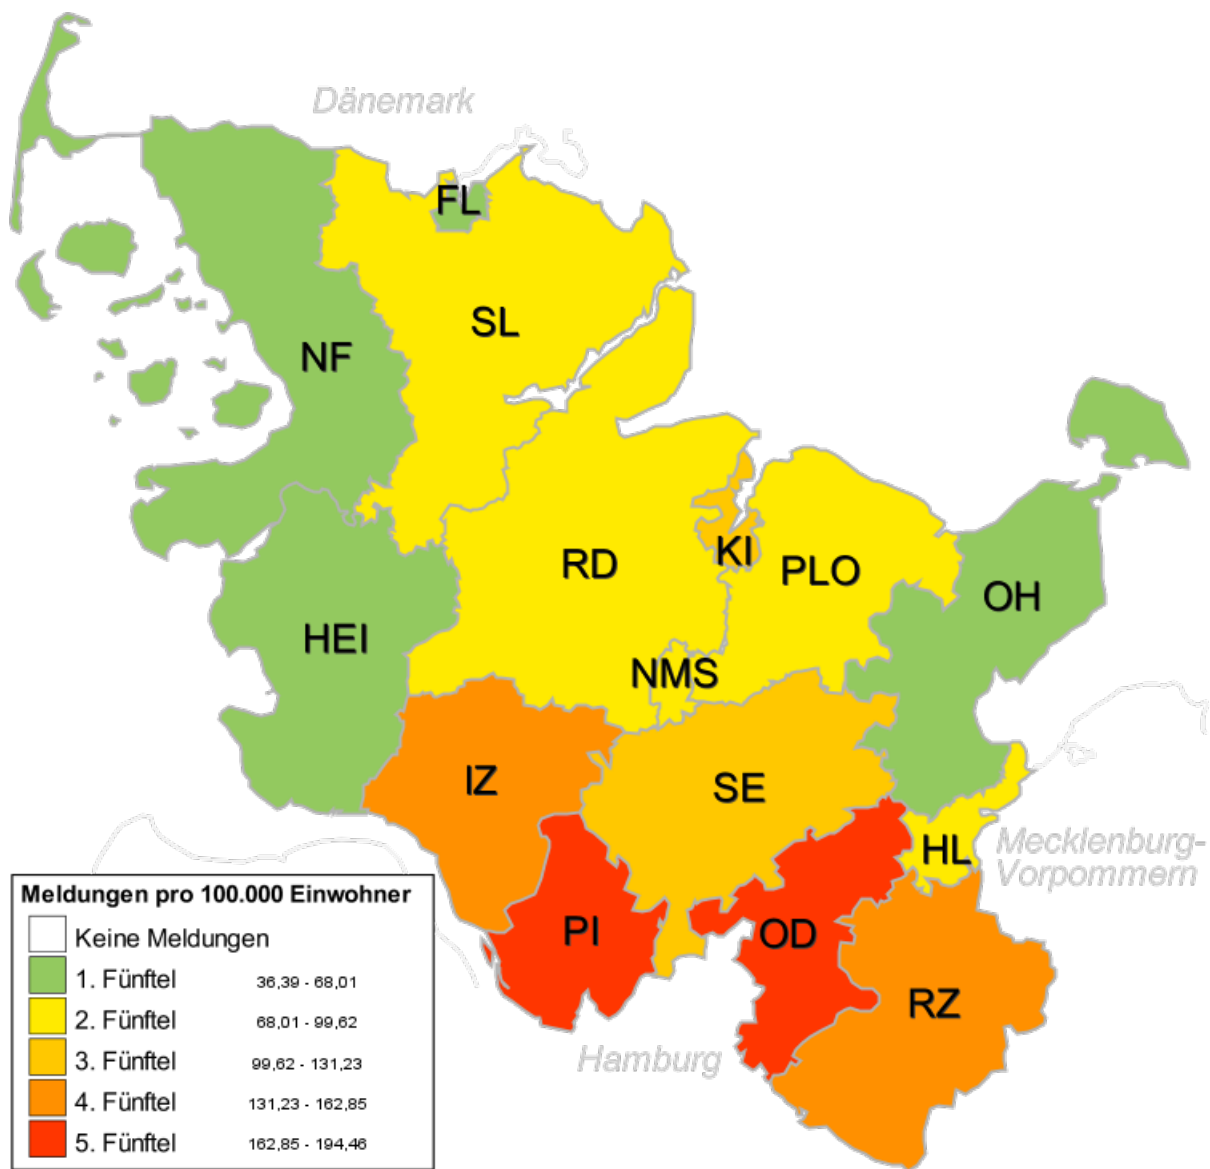 Dänemark
FL
SL
NF
RD
KI
PLO
OH
HEI
NMS
IZ
SE
HL
Mecklenburg-
Vorpommern
PI
OD
RZ
Hamburg
Meldungen pro 100.000 Einwohner
Keine Meldungen
1. Fünftel 36,39 - 68,01
2. Fünftel 68,01 - 99,62
3. Fünftel 99,62 - 131,23
4. Fünftel 131,23 - 162,85
5. Fünftel 162,85 - 194,46